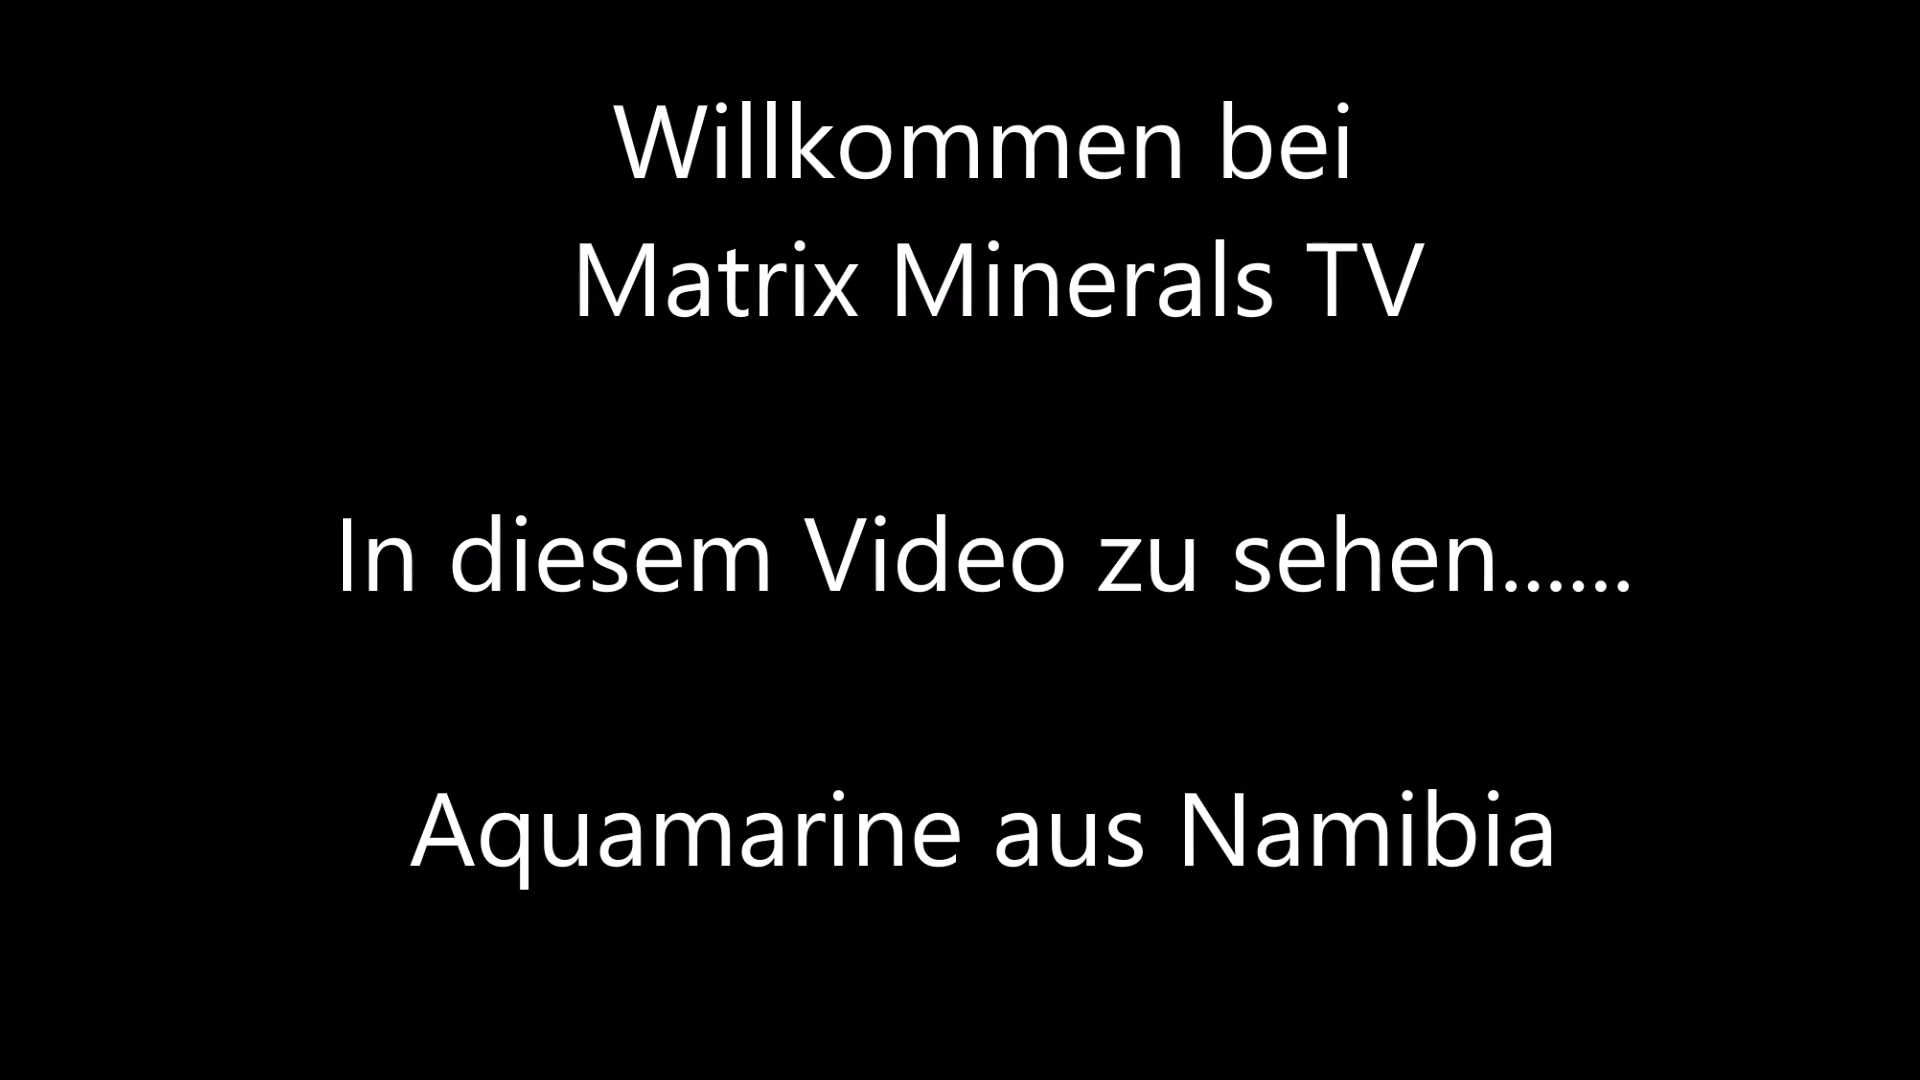 Willkommen bei
Matrix Minerals TV
In diesem Video zu sehen......
Aquamarine aus Namibia